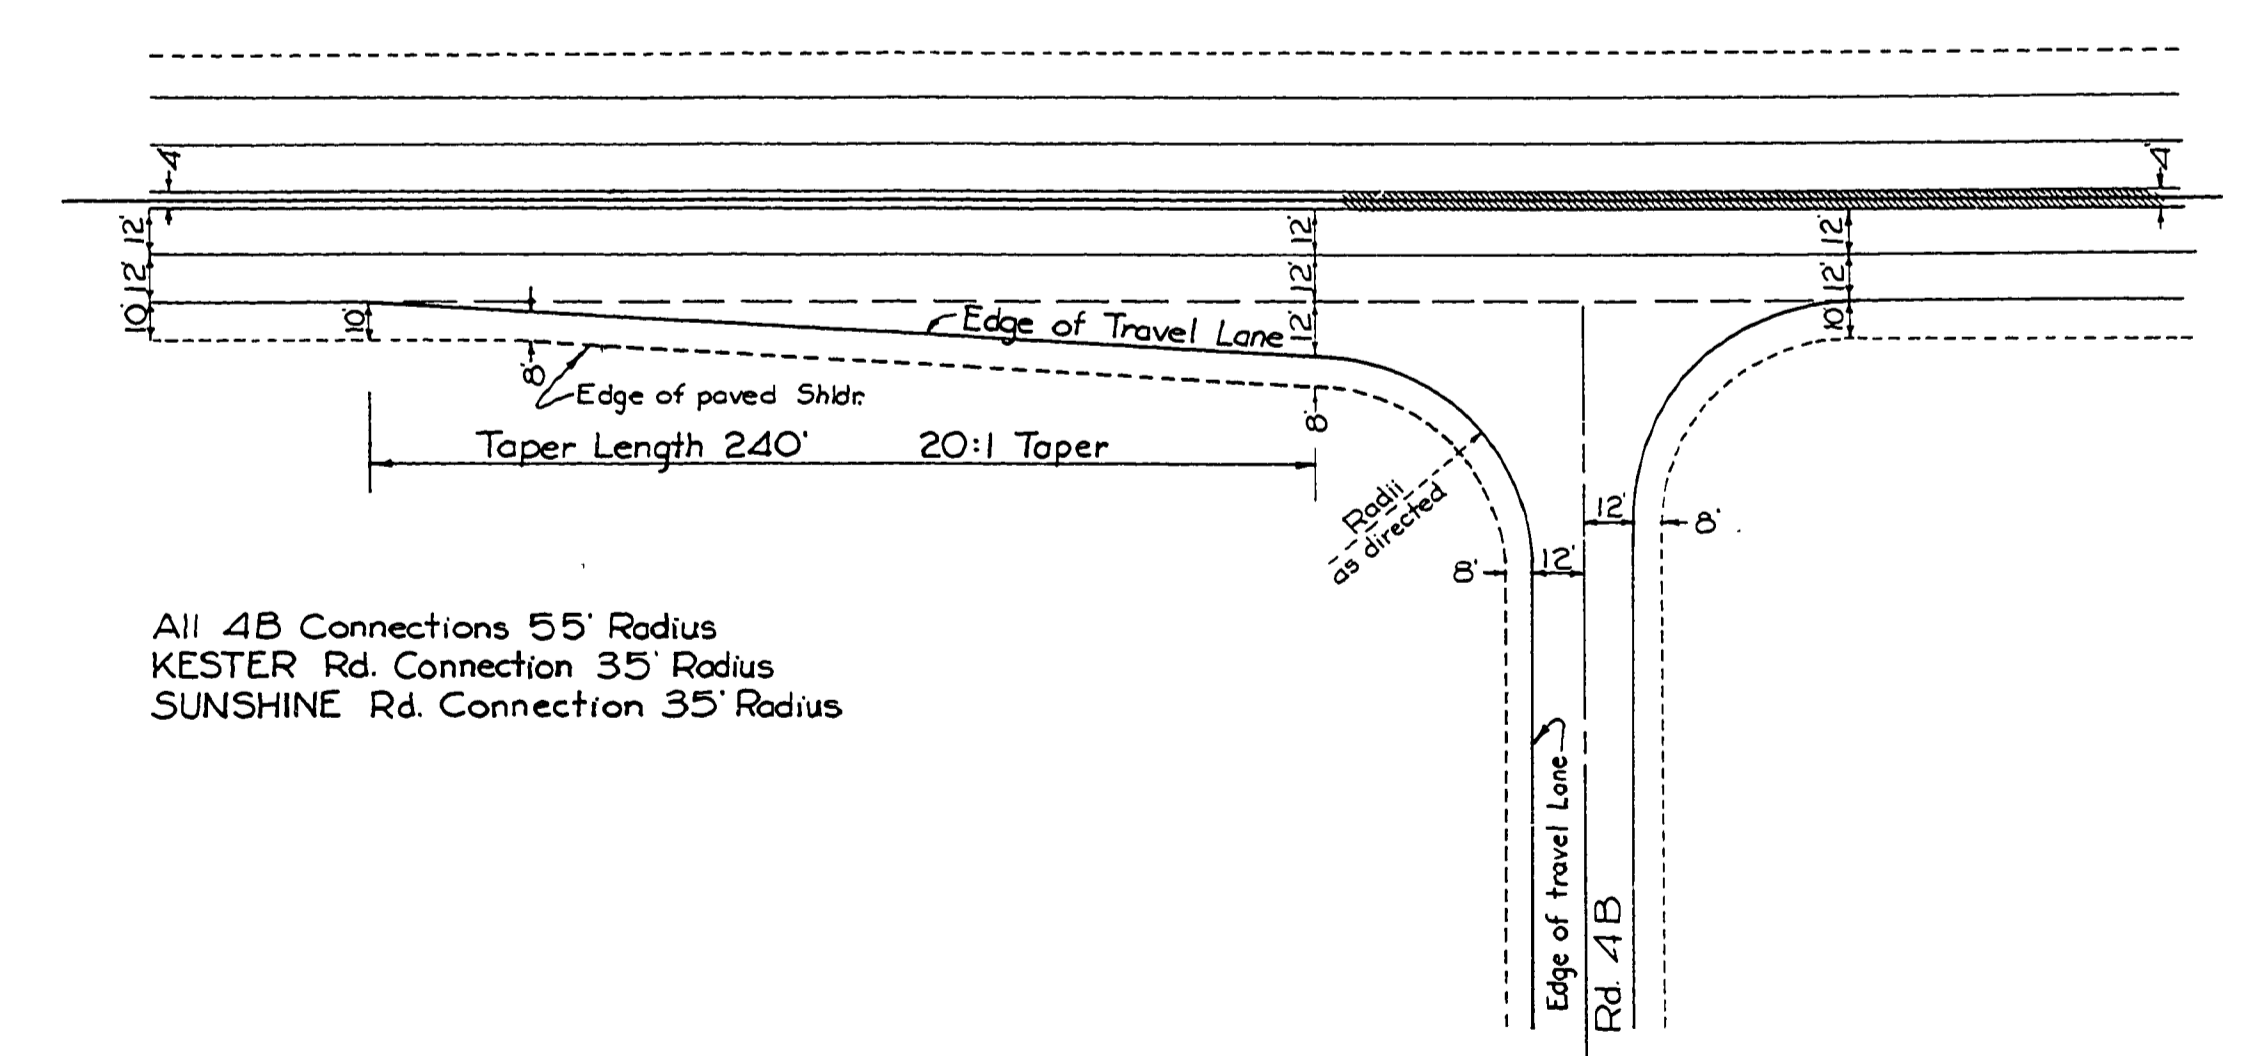 4'
4'
12'
12'
10'
10'
8'
12'
12'
12'
8'
12'
12'
10'
Edge of Travel Lane
Edge of paved Shldr.
Taper Length 240' 20:1 Taper
Radii
as directed
12'
8'
8'
12'
All 4B Connections 55' Radius
KESTER Rd. Connection 35' Radius
SUNSHINE Rd. Connection 35' Radius
Edge of travel Lane
Rd. 4B